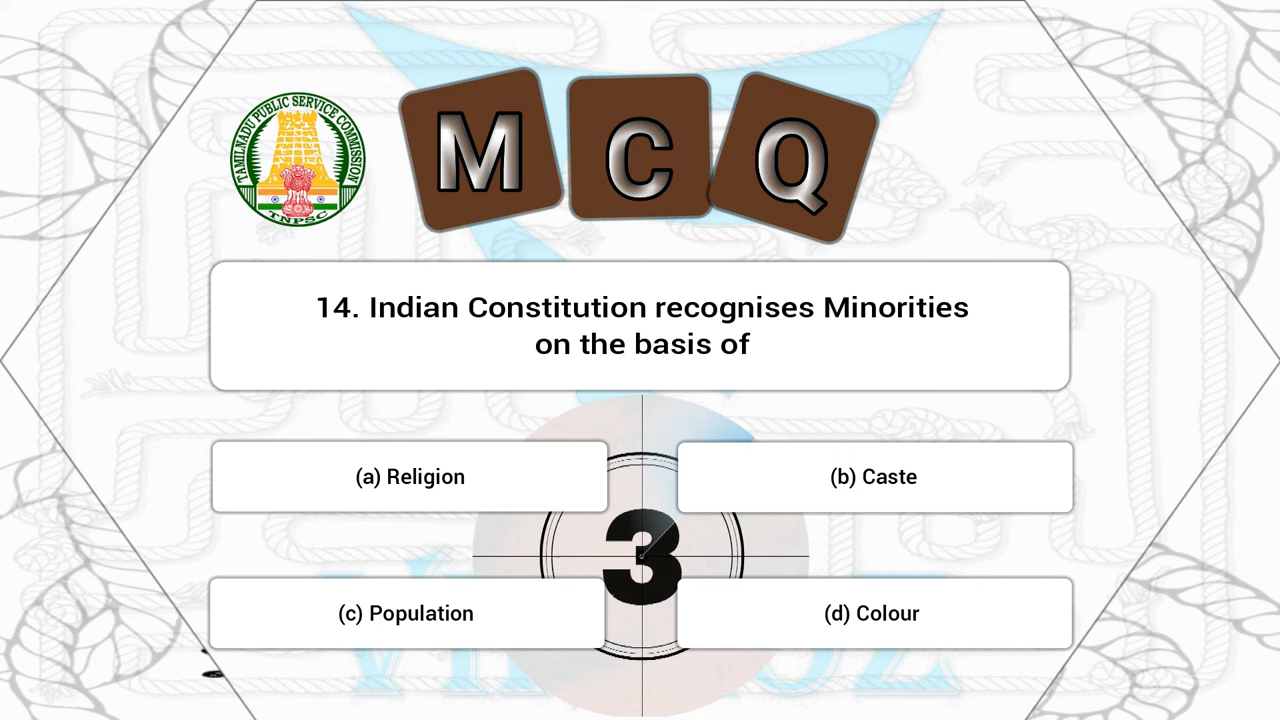 TAMILNADU PUBLIC SERVICE COMMISSION
TNPSC
M C Q
14. Indian Constitution recognises Minorities
on the basis of
(a) Religion
(b) Caste
3
(c) Population
(d) Colour